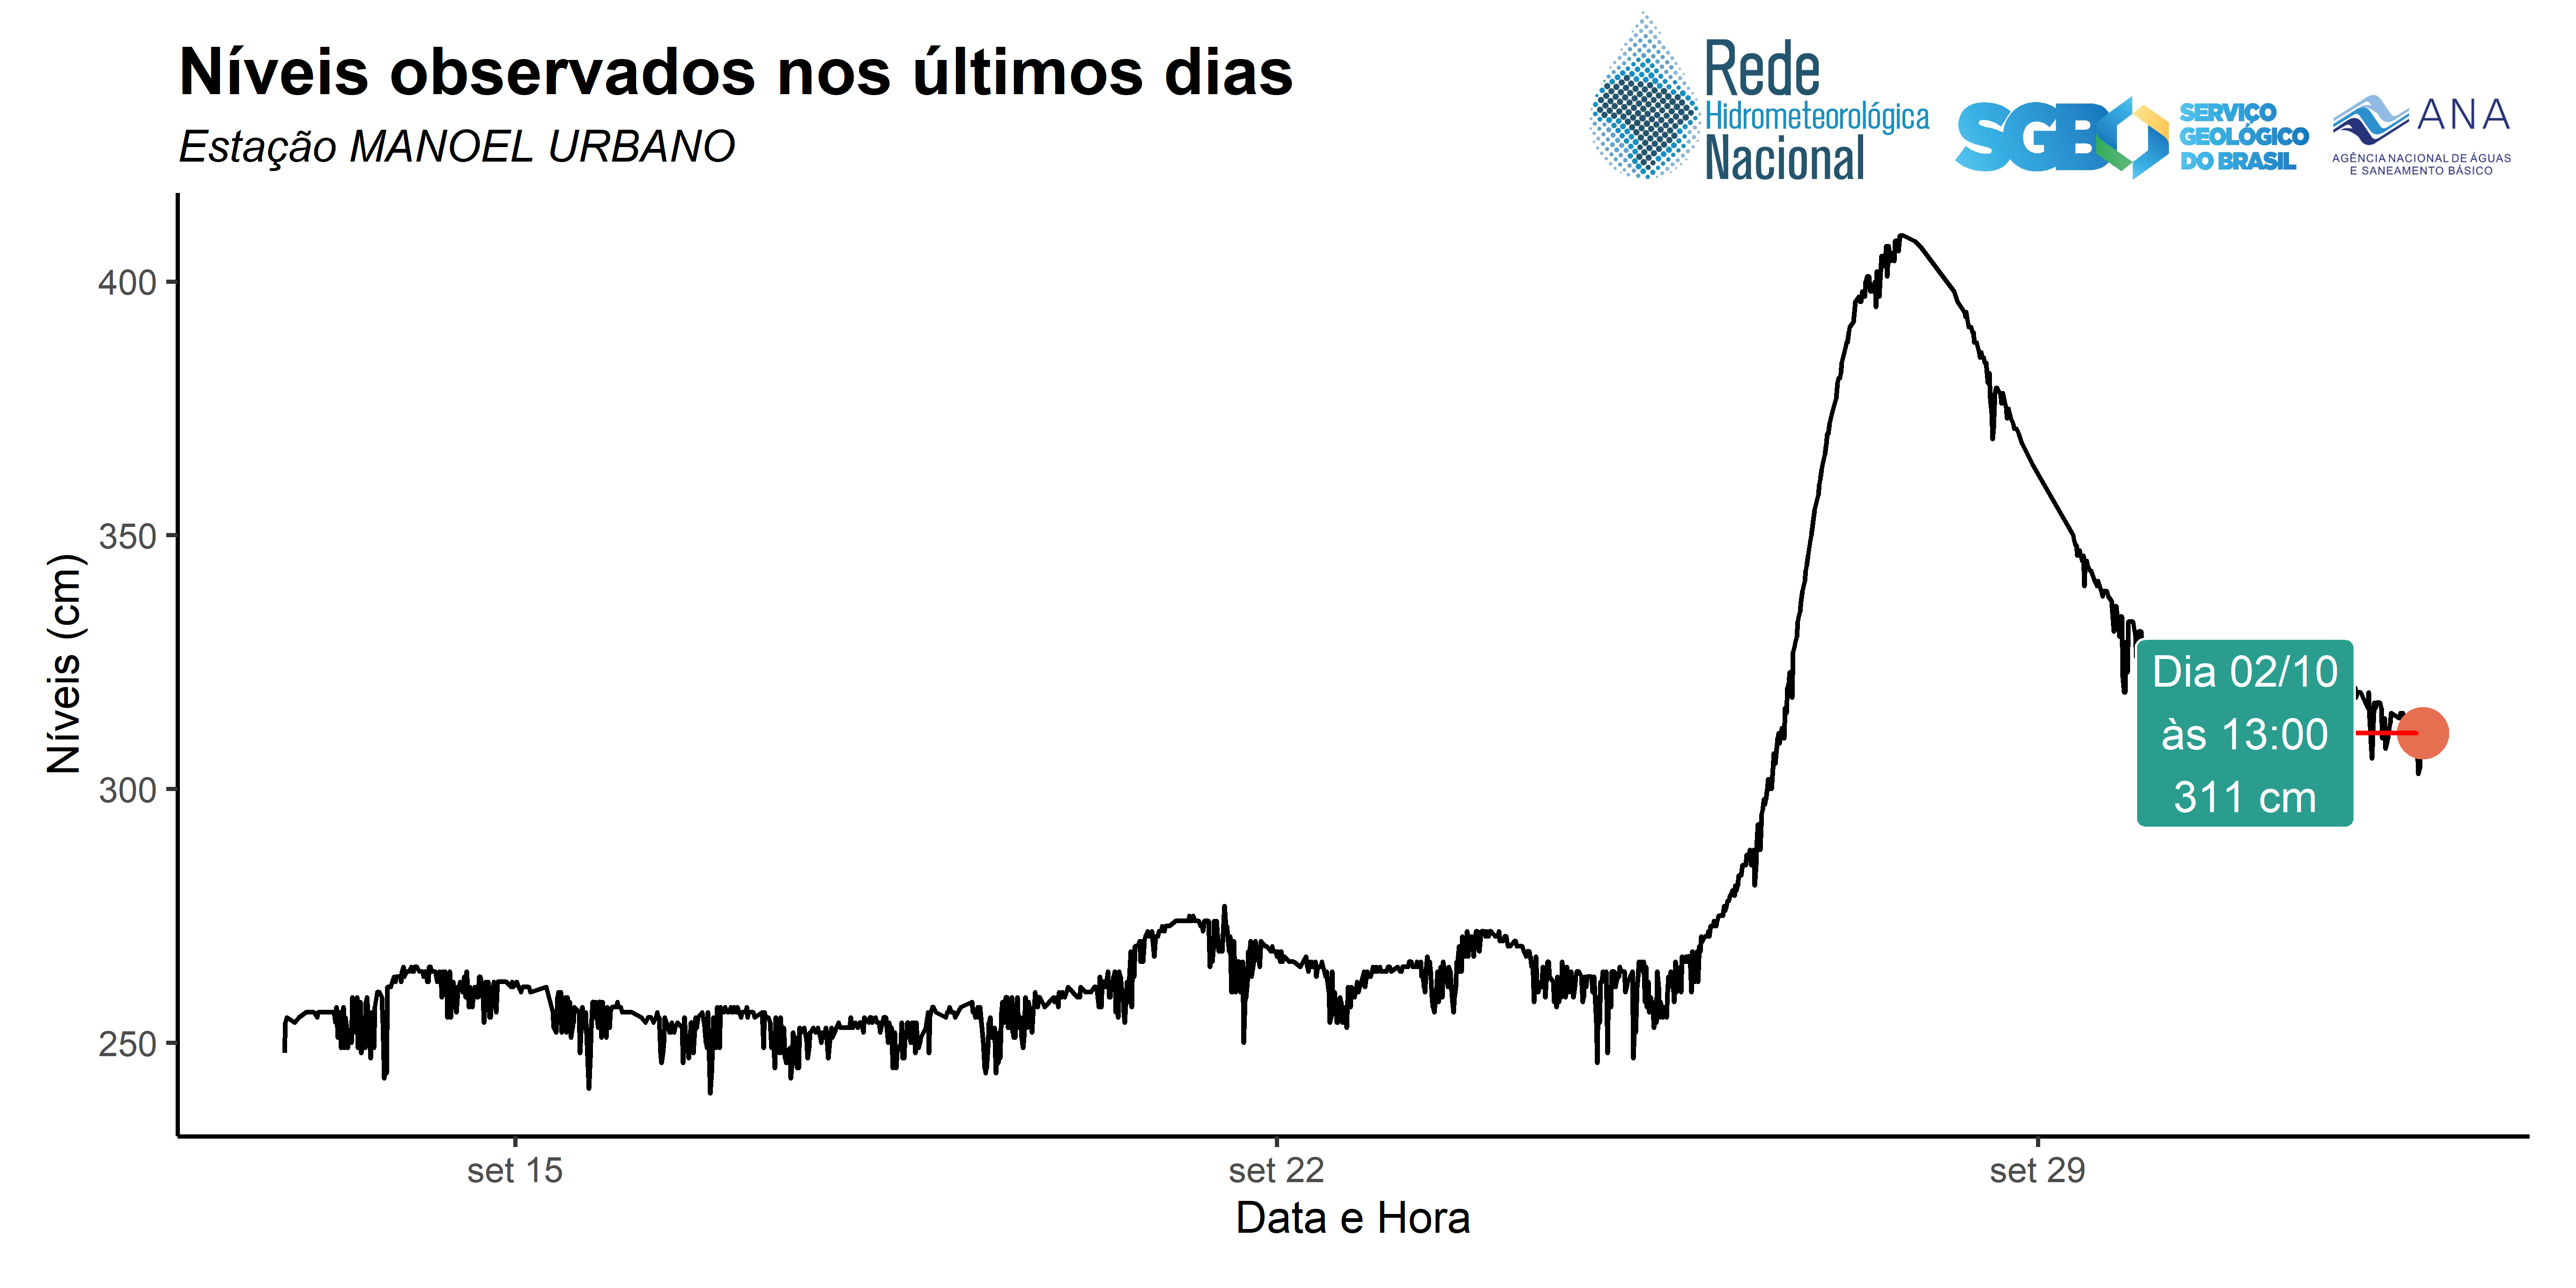 Níveis observados nos últimos dias
Estação MANOEL URBANO
Rede
Hidrometeorológica
Nacional
SGB
SERVIÇO
GEOLÓGICO
DO BRASIL
ANA
AGÊNCIA NACIONAL DE ÁGUAS
E SANEAMENTO BÁSICO
Níveis (cm)
400
350
300
250
Dia 02/10
às 13:00
311 cm
set 15
set 22
set 29
Data e Hora